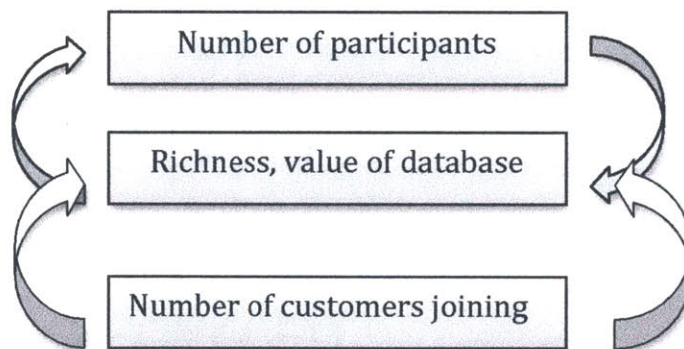 Number of participants
Richness, value of database
Number of customers joining